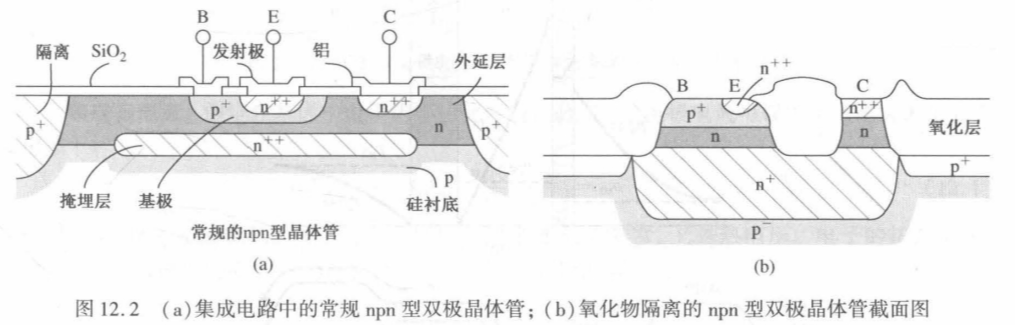 B E C
隔离 SiO₂ 发射极 铝 外延层
p⁺ p⁺ n⁺⁺ n⁺⁺ n p⁺
n⁺⁺
p
掩埋层 基极 硅衬底
常规的npn型晶体管
(a)
n⁺⁺
B E C
p⁺ n⁺⁺
氧化层
n n
p⁺
n⁺
p⁻
(b)
图 12.2 (a)集成电路中的常规 npn 型双极晶体管；(b)氧化物隔离的 npn 型双极晶体管截面图